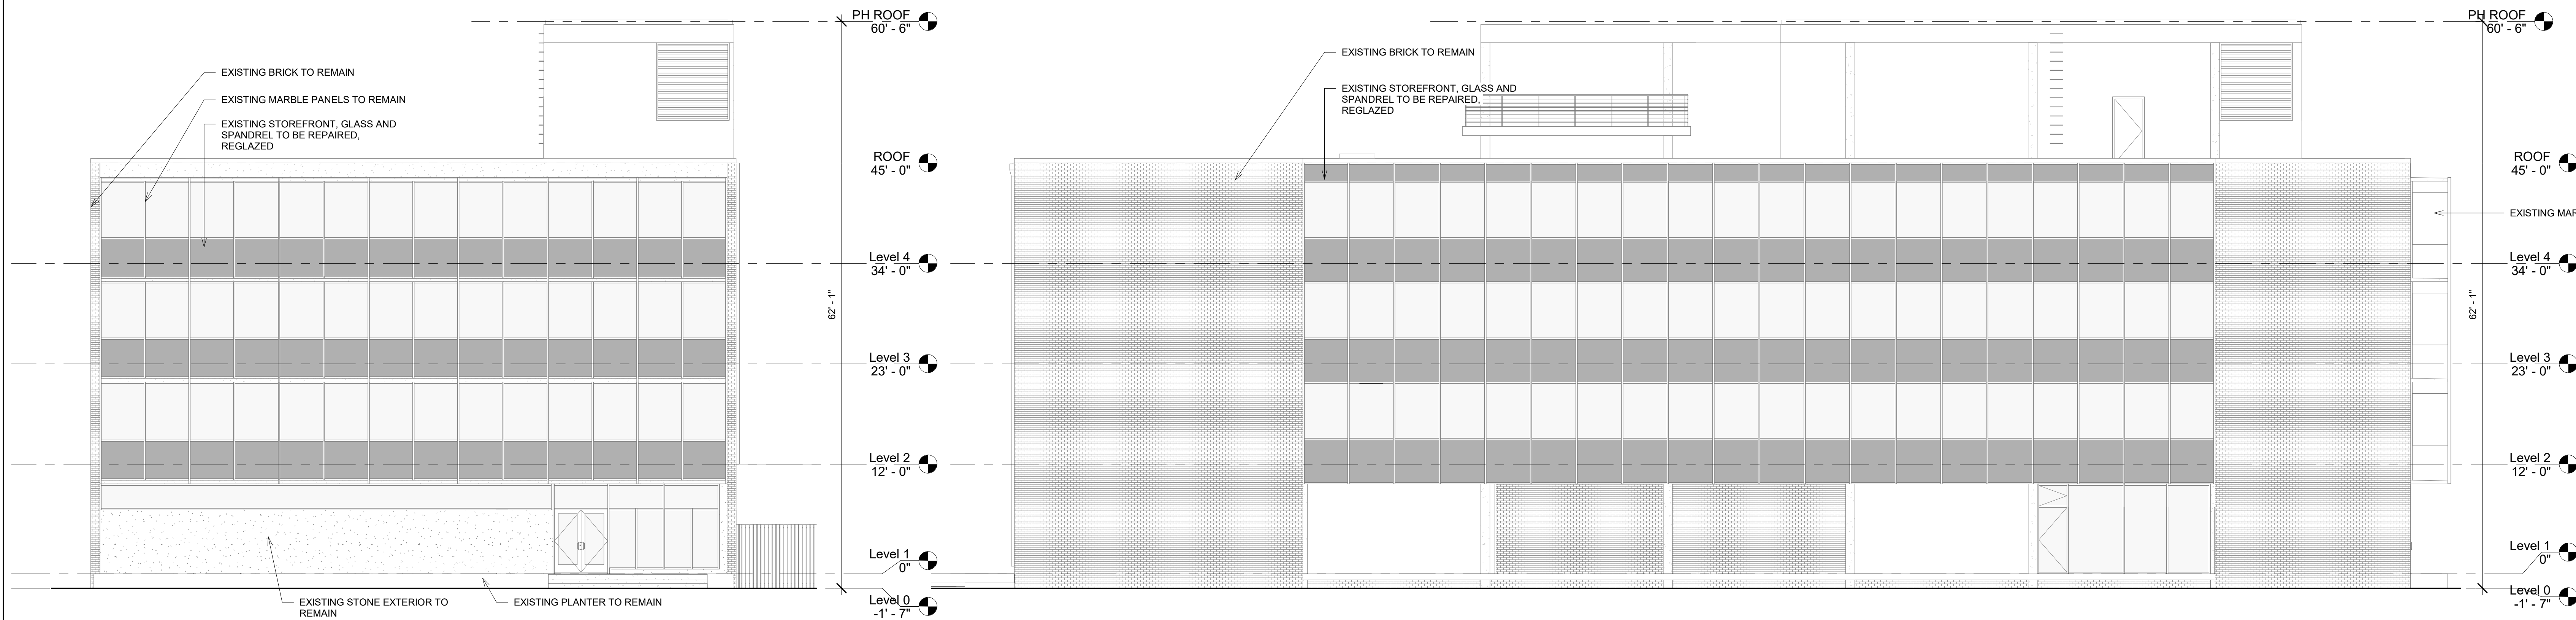 PH ROOF
60' - 6"
EXISTING BRICK TO REMAIN
EXISTING MARBLE PANELS TO REMAIN
EXISTING STOREFRONT, GLASS AND
SPANDREL TO BE REPAIRED,
REGLAZED
ROOF
45' - 0"
Level 4
34' - 0"
62' - 1"
Level 3
23' - 0"
Level 2
12' - 0"
Level 1
0"
Level 0
-1' - 7"
EXISTING STONE EXTERIOR TO
REMAIN
EXISTING PLANTER TO REMAIN
PH ROOF
60' - 6"
EXISTING BRICK TO REMAIN
EXISTING STOREFRONT, GLASS AND
SPANDREL TO BE REPAIRED,
REGLAZED
ROOF
45' - 0"
EXISTING MAR
Level 4
34' - 0"
62' - 1"
Level 3
23' - 0"
Level 2
12' - 0"
Level 1
0"
Level 0
-1' - 7"